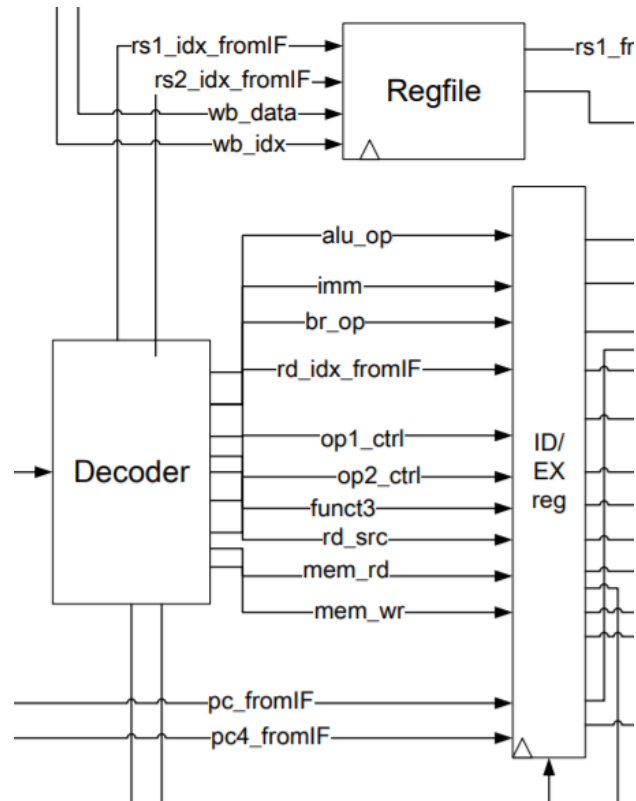 rs1_idx_fromIF
rs1_fr
rs2_idx_fromIF
Regfile
wb_data
wb_idx
alu_op
imm
br_op
rd_idx_fromIF
op1_ctrl
ID/
EX
reg
Decoder
op2_ctrl
funct3
rd_src
mem_rd
mem_wr
pc_fromIF
pc4_fromIF